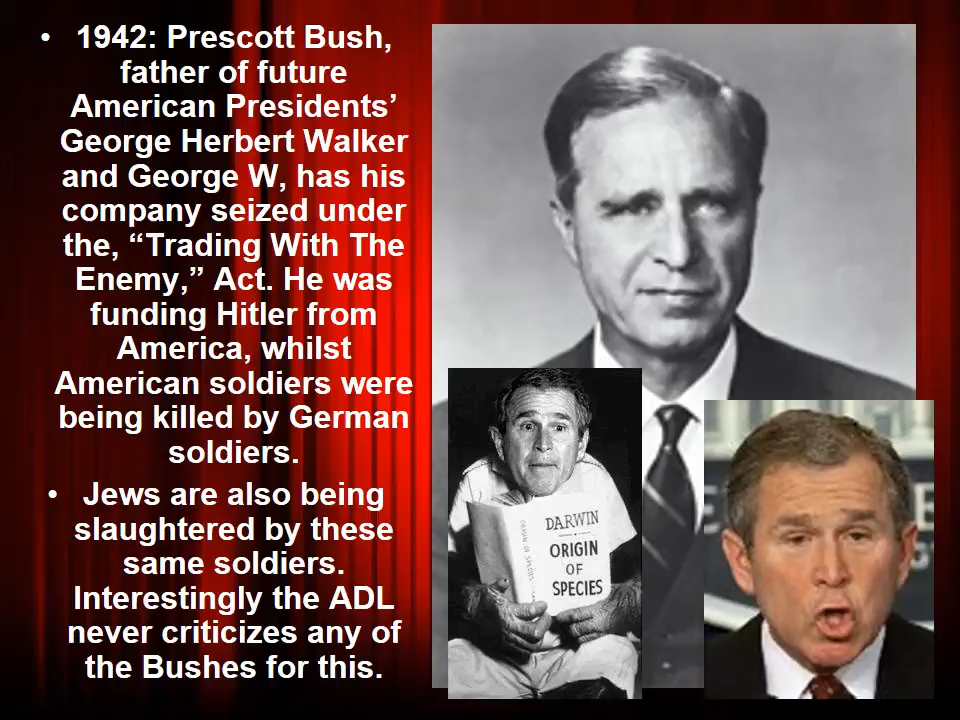 • 1942: Prescott Bush,
father of future
American Presidents’
George Herbert Walker
and George W, has his
company seized under
the, “Trading With The
Enemy,” Act. He was
funding Hitler from
America, whilst
American soldiers were
being killed by German
soldiers.
• Jews are also being
slaughtered by these
same soldiers.
Interestingly the ADL
never criticizes any of
the Bushes for this.
DARWIN
ORIGIN
OF
SPECIES
ORIGIN OF SPECIES